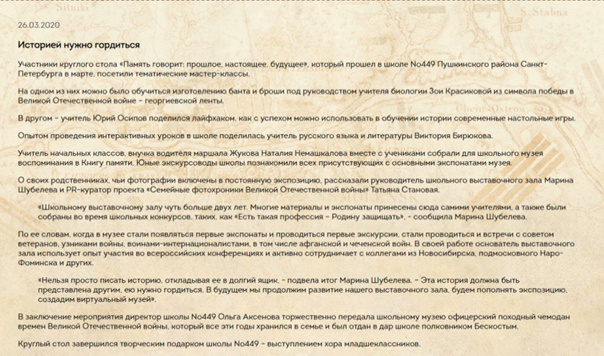 26.03.2020
Историей нужно гордиться
Участники круглого стола «Память говорит: прошлое, настоящее, будущее», который прошел в школе No449 Пушкинского района Санкт-
Петербурга в марте, посетили тематические мастер-классы.
На одном из них можно было обучиться изготовлению банта и броши под руководством учителя биологии Зои Красиковой из символа победы в
Великой Отечественной войне – георгиевской ленты.
В другом – учитель Юрий Осипов поделился лайфхаком, как с успехом можно использовать в обучении истории современные настольные игры.
Опытом проведения интерактивных уроков в школе поделилась учитель русского языка и литературы Виктория Бирюкова.
Учитель начальных классов, внучка водителя маршала Жукова Наталия Ненашкалова вместе с учениками собрали для школьного музея
воспоминания в Книгу памяти. Юные экскурсоводы школы познакомили всех присутствующих с основными экспонатами музея.
О своих родственниках, чьи фотографии включены в постоянную экспозицию, рассказали руководитель школьного выставочного зала Марина
Шубелева и PR-куратор проекта «Семейные фотохроники Великой Отечественной войны» Татьяна Становая.
«Школьному выставочному залу чуть больше двух лет. Многие материалы и экспонаты принесены сюда самими учителями, а также были
собраны во время школьных конкурсов, таких, как «Есть такая профессия – Родину защищать», - сообщила Марина Шубелева.
По ее словам, когда в музее стали появляться первые экспонаты и проводиться первые экскурсии, стали проводиться и встречи с советом
ветеранов, узниками войны, воинами-интернационалистами, в том числе афганской и чеченской войн. В своей работе основатель выставочного
зала использует опыт участия во всероссийских конференциях и активно сотрудничает с коллегами из Новосибирска, подмосковного Наро-
Фоминска и других.
«Нельзя просто писать историю, откладывая ее в долгий ящик, - подвела итог Марина Шубелева. – Эта история должна быть
представлена другим, ею нужно гордиться. В будущем мы продолжим развитие нашего выставочного зала, будем пополнять экспозицию,
создадим виртуальный музей».
В заключение мероприятия директор школы No449 Ольга Аксенова торжественно передала школьному музею офицерский походный чемодан
времен Великой Отечественной войны, который все эти годы хранился в семье и был отдан в дар школе полковником Бескостым.
Круглый стол завершился творческим подарком школы No449 – выступлением хора младшеклассников.